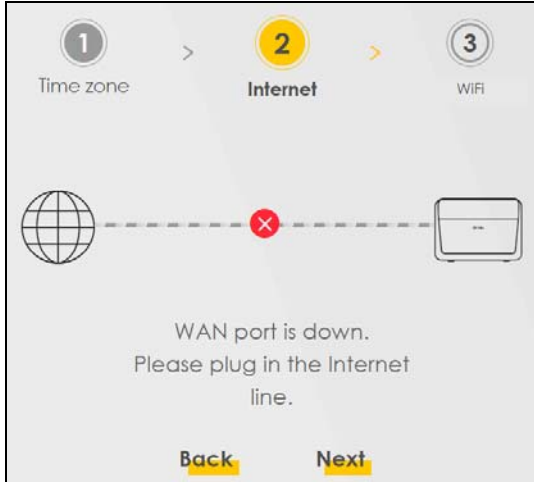 1 > 2 > 3
Time zone Internet WiFi
WAN port is down.
Please plug in the Internet
line.
Back Next